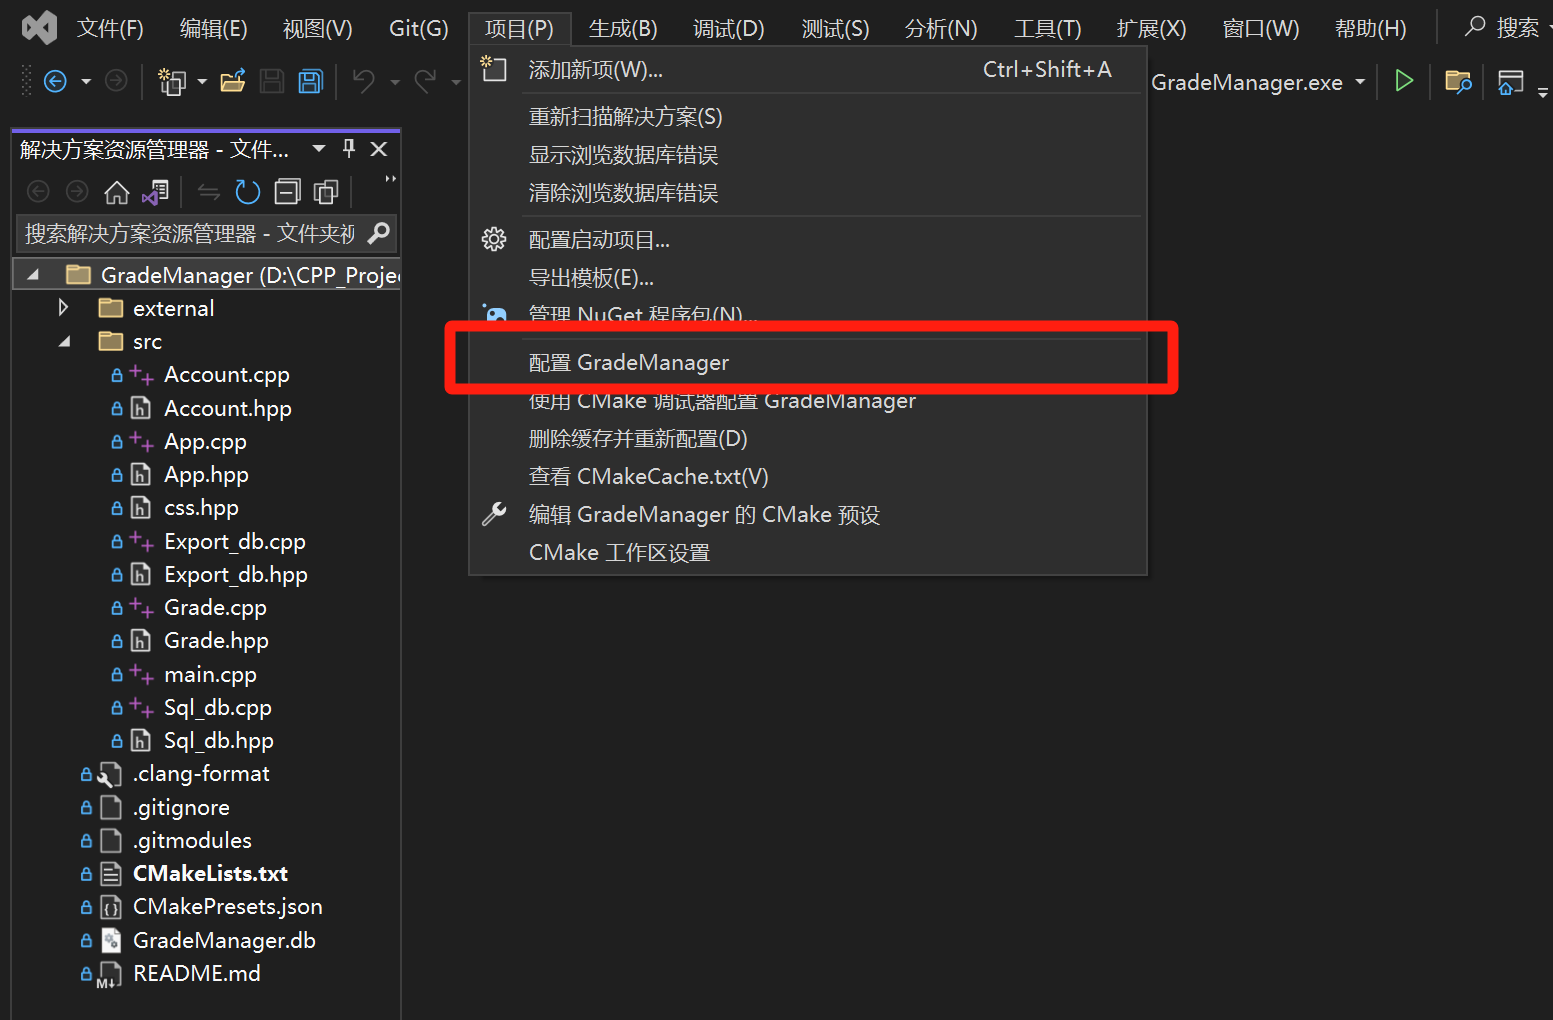 文件(F) 编辑(E) 视图(V) Git(G) 项目(P) 生成(B) 调试(D) 测试(S) 分析(N) 工具(T) 扩展(X) 窗口(W) 帮助(H) 搜索
GradeManager.exe
添加新项(W)... Ctrl+Shift+A
重新扫描解决方案(S)
显示浏览数据库错误
清除浏览数据库错误
配置启动项目...
导出模板(E)...
管理 NuGet 程序包(N)...
配置 GradeManager
使用 CMake 调试器配置 GradeManager
删除缓存并重新配置(D)
查看 CMakeCache.txt(V)
编辑 GradeManager 的 CMake 预设
CMake 工作区设置
解决方案资源管理器 - 文件...
搜索解决方案资源管理器 - 文件夹视
GradeManager (D:\CPP_Proje
external
src
Account.cpp
Account.hpp
App.cpp
App.hpp
css.hpp
Export_db.cpp
Export_db.hpp
Grade.cpp
Grade.hpp
main.cpp
Sql_db.cpp
Sql_db.hpp
.clang-format
.gitignore
.gitmodules
CMakeLists.txt
CMakePresets.json
GradeManager.db
README.md